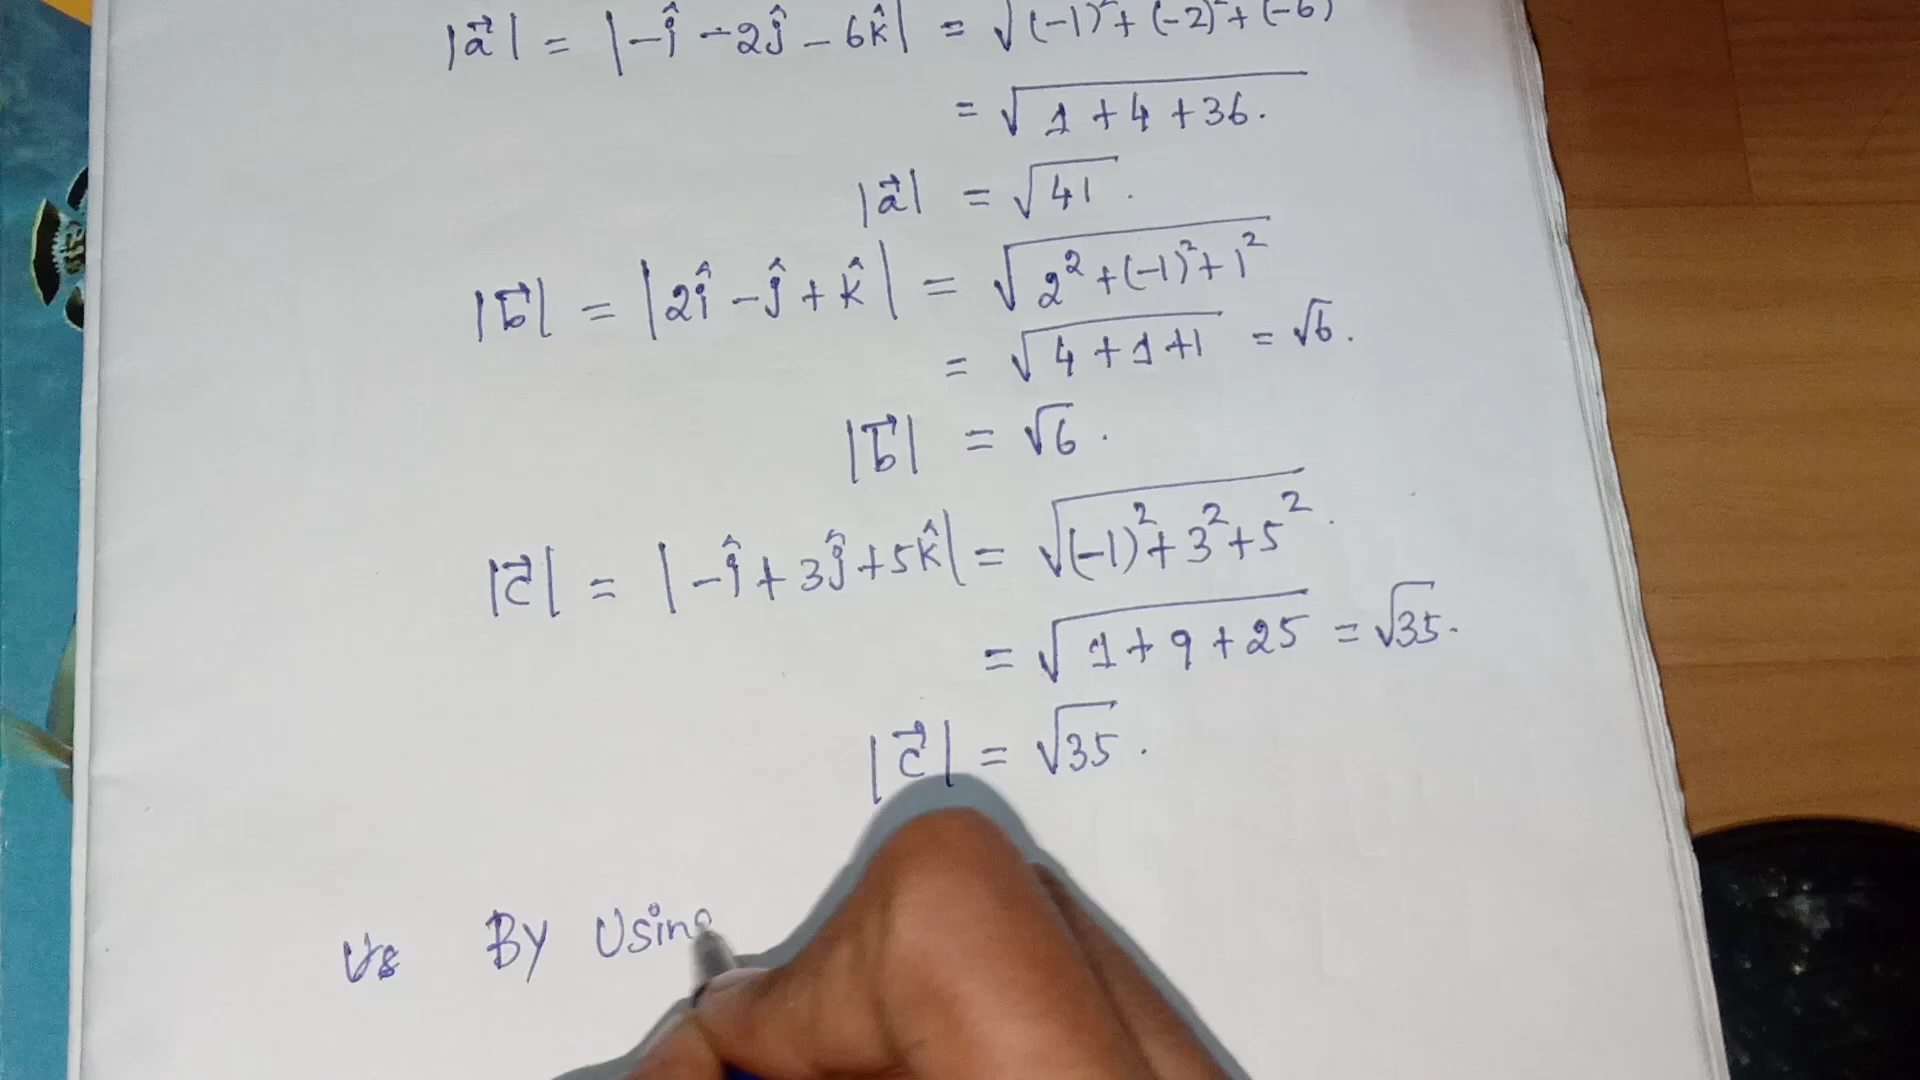 |a⃗| = |-î -2ĵ - 6k̂| = √(-1)²+(-2)²+(-6)
= √1+4+36.
|a⃗| = √41.
|b⃗| = |2î -ĵ + k̂| = √2²+(-1)²+1²
= √4+1+1 = √6.
|b⃗| = √6.
|c⃗| = |-î+3ĵ+5k̂| = √(-1)²+3²+5².
= √1+9+25 = √35.
|c⃗| = √35.
By Using